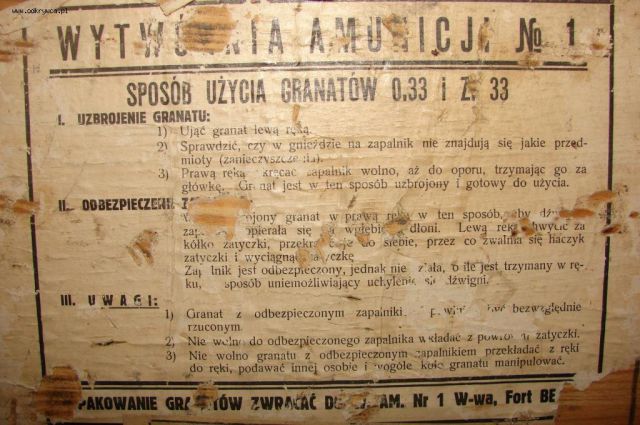 www.odkrywca.pl
WYTWÓRNIA AMUNICJI № 1
SPOSÓB UŻYCIA GRANATÓW O.33 i Z. 33
I. UZBROJENIE GRANATU:
1) Ująć granat lewą ręką.
2) Sprawdzić, czy w gnieździe na zapalnik nie znajdują się jakie przed-
mioty (zanieczyszczenia).
3) Prawą ręką kręcać zapalnik wolno, aż do oporu, trzymając go za
główkę. Granat jest w ten sposób uzbrojony i gotowy do użycia.
II. ODBEZPIECZENIE
granat w prawą rękę w ten sposób, aby
opierała się dłoni. Lewą ręką chwycić za
kółko zatyczki, do siebie, przez co zwalnia się haczyk
zatyczki i wyciągnąć
Zapalnik jest odbezpieczony, jednak nie działa, o ile jest trzymany w rę-
ku, sposób uniemożliwiający uchylenie się dźwigni.
III. UWAGI:
1) Granat z odbezpieczonym zapalnikiem powinien być bezwzględnie
rzuconym.
2) Nie wolno do odbezpieczonego zapalnika wkładać z powrotem zatyczki.
3) Nie wolno granatu z odbezpieczonym zapalnikiem przekładać z ręki
do ręki, podawać innej osobie i wogóle koło granatu manipulować.
PAKOWANIE GRANATÓW ZWRACAĆ DO AM. Nr 1 W-wa, Fort BE